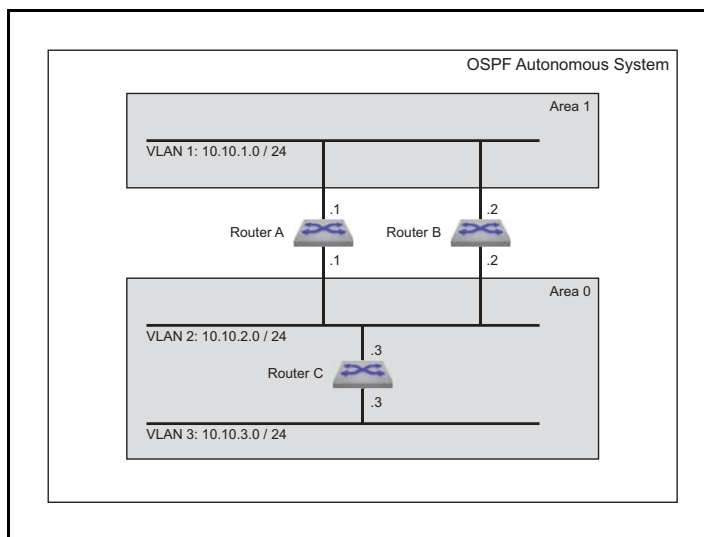 OSPF Autonomous System
Area 1
VLAN 1: 10.10.1.0 / 24
.1
.2
Router A
Router B
.1
.2
Area 0
VLAN 2: 10.10.2.0 / 24
.3
Router C
.3
VLAN 3: 10.10.3.0 / 24